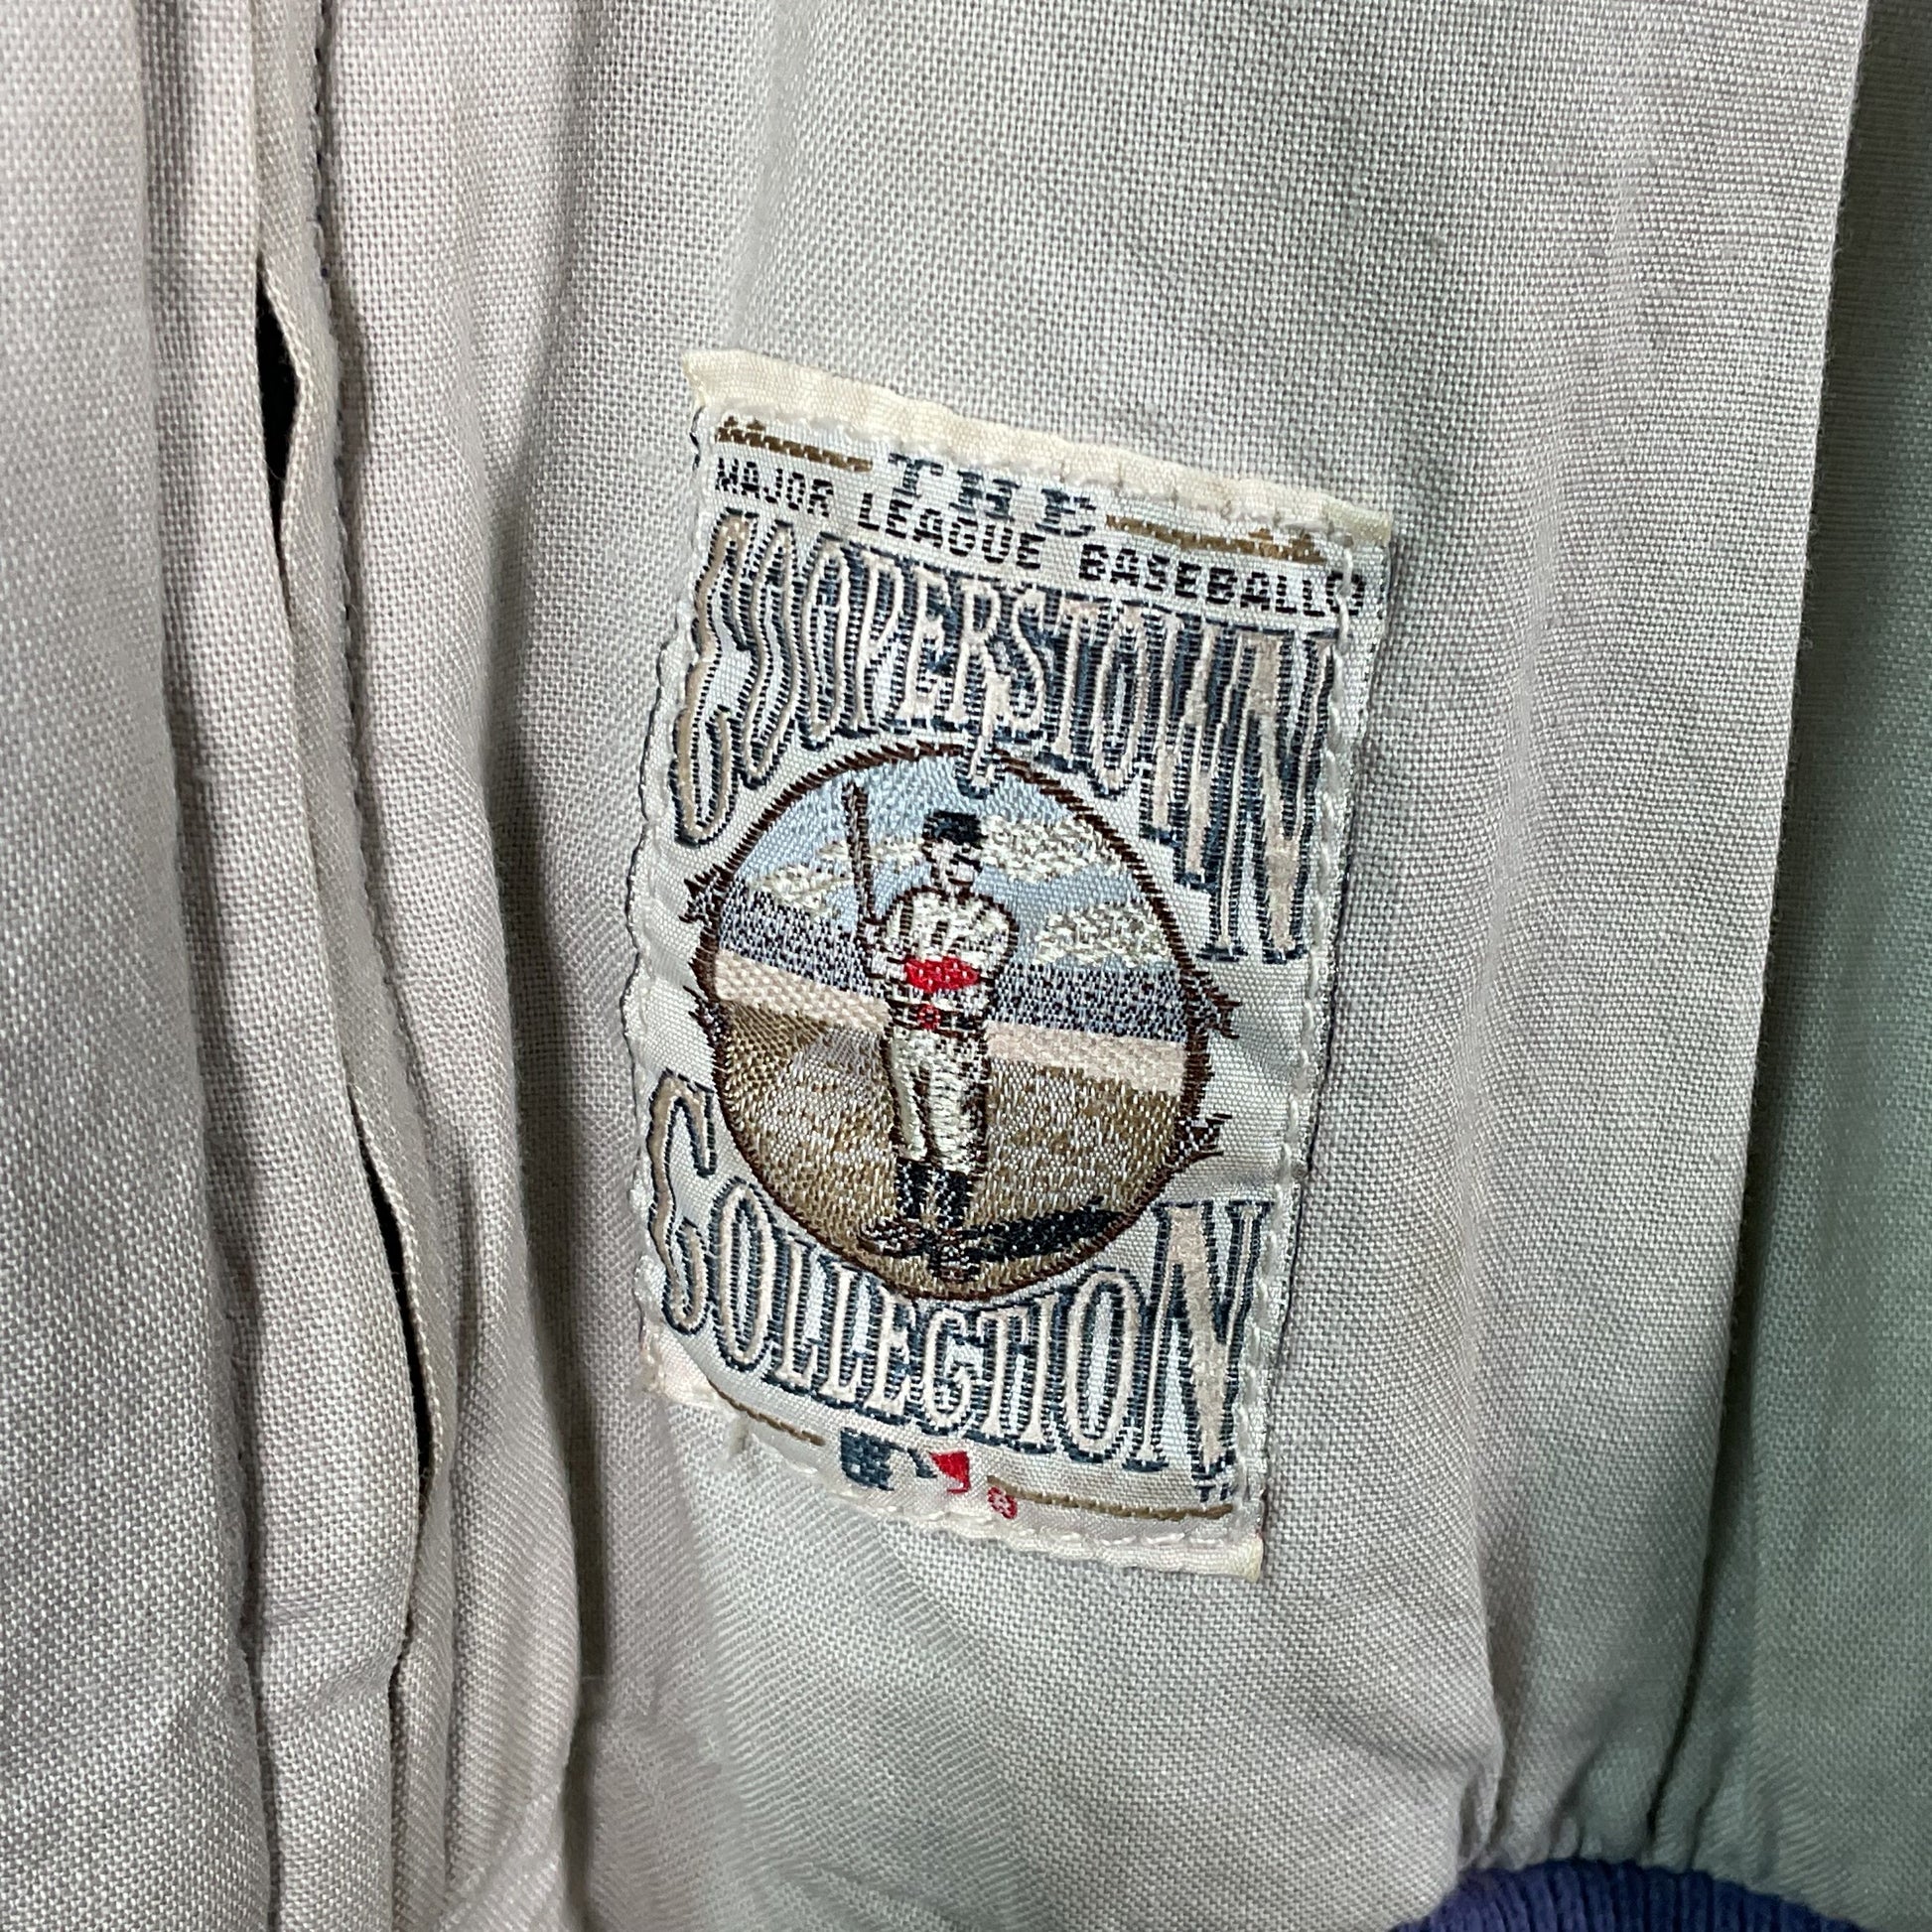 THE
MAJOR LEAGUE BASEBALL®
COOPERSTOWN
COLLECTION
®